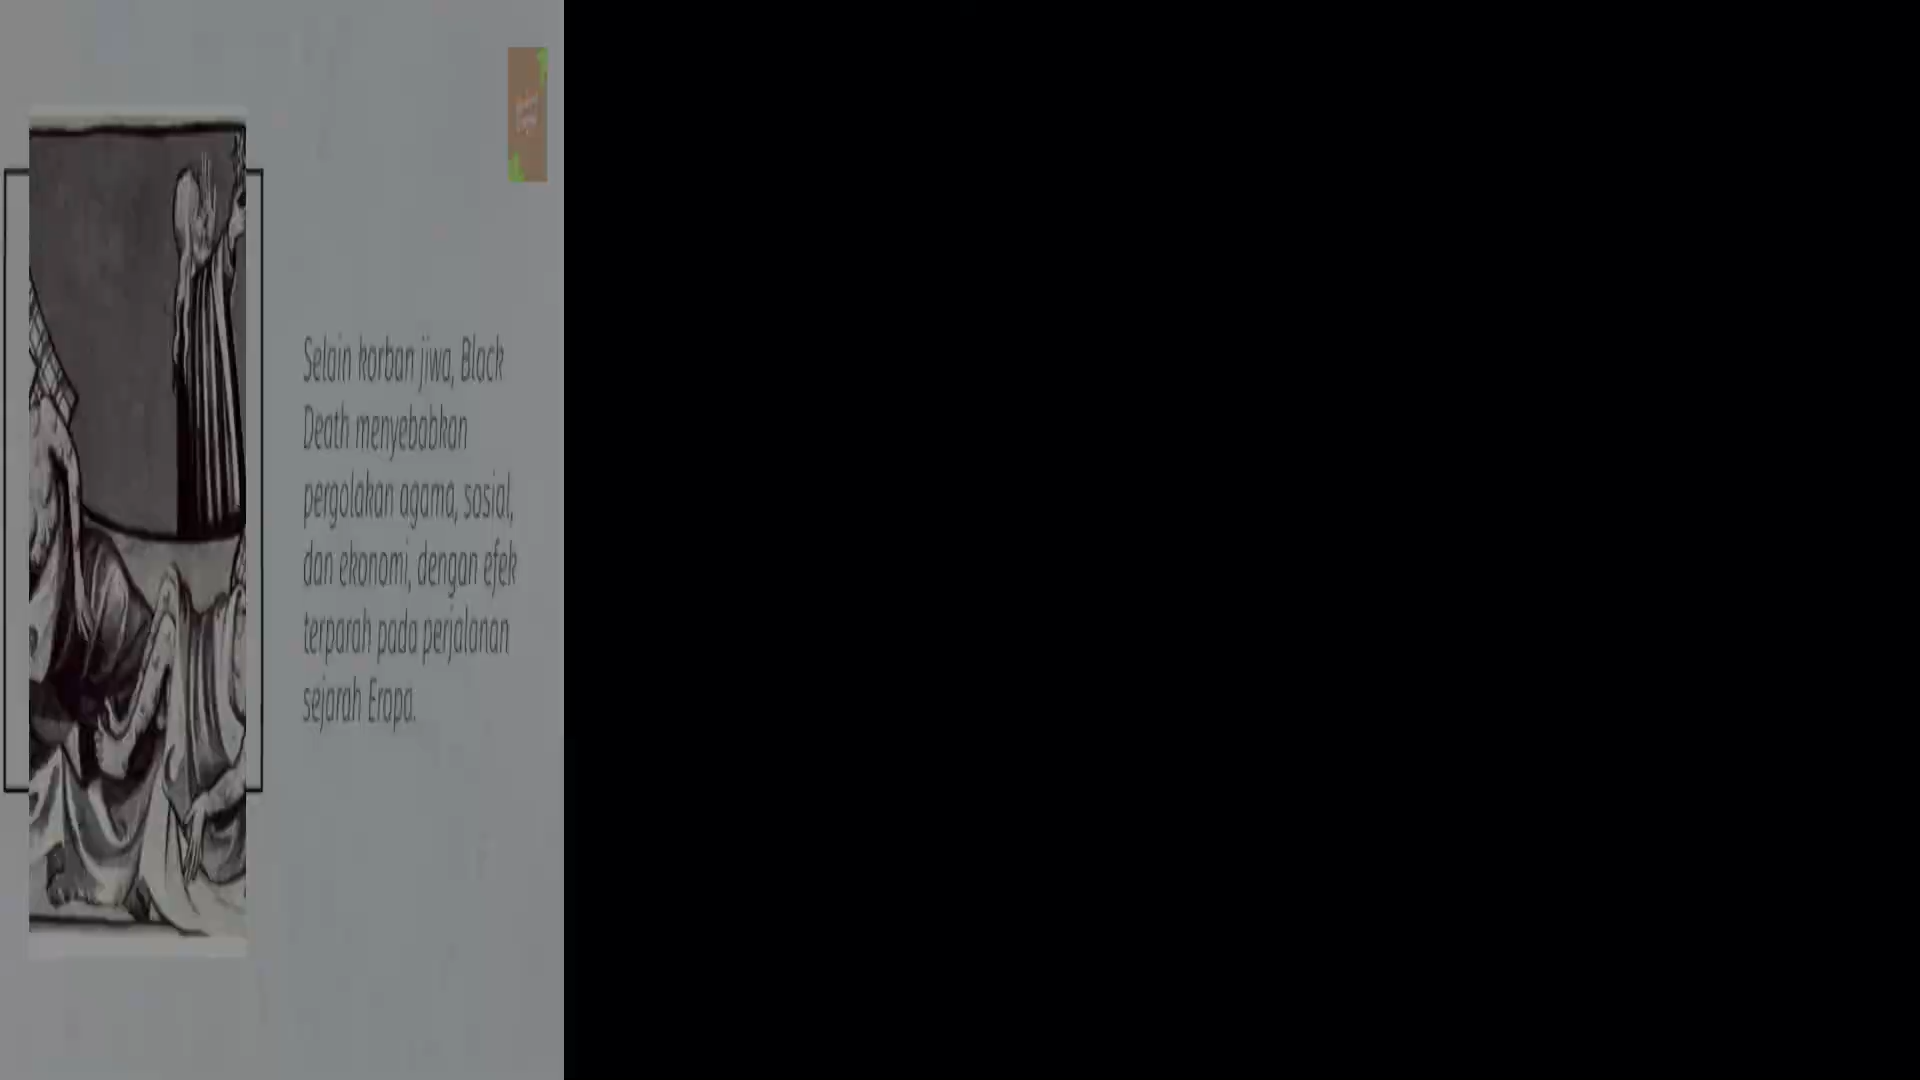 Selain korban jiwa, Black
Death menyebabkan
pergolakan agama, sosial,
dan ekonomi, dengan efek
terparah pada perjalanan
sejarah Eropa.